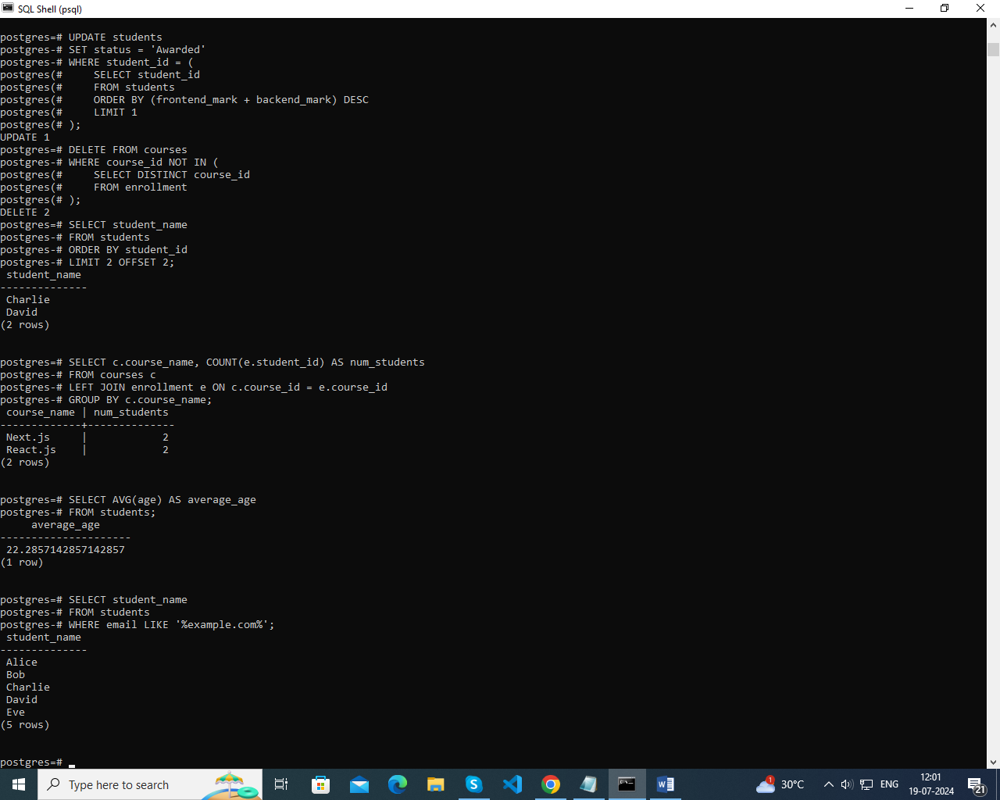 SQL Shell (psql)
postgres=# UPDATE students
postgres-# SET status = 'Awarded'
postgres-# WHERE student_id = (
postgres(#     SELECT student_id
postgres(#     FROM students
postgres(#     ORDER BY (frontend_mark + backend_mark) DESC
postgres(#     LIMIT 1
postgres(# );
UPDATE 1
postgres=# DELETE FROM courses
postgres-# WHERE course_id NOT IN (
postgres(#     SELECT DISTINCT course_id
postgres(#     FROM enrollment
postgres(# );
DELETE 2
postgres=# SELECT student_name
postgres-# FROM students
postgres-# ORDER BY student_id
postgres-# LIMIT 2 OFFSET 2;
 student_name
--------------
 Charlie
 David
(2 rows)
postgres=# SELECT c.course_name, COUNT(e.student_id) AS num_students
postgres-# FROM courses c
postgres-# LEFT JOIN enrollment e ON c.course_id = e.course_id
postgres-# GROUP BY c.course_name;
 course_name | num_students
-------------+--------------
 Next.js     |            2
 React.js    |            2
(2 rows)
postgres=# SELECT AVG(age) AS average_age
postgres-# FROM students;
     average_age
---------------------
 22.2857142857142857
(1 row)
postgres=# SELECT student_name
postgres-# FROM students
postgres-# WHERE email LIKE '%example.com%';
 student_name
--------------
 Alice
 Bob
 Charlie
 David
 Eve
(5 rows)
postgres=#
Type here to search
1
30°C
ENG
12:01
19-07-2024
21